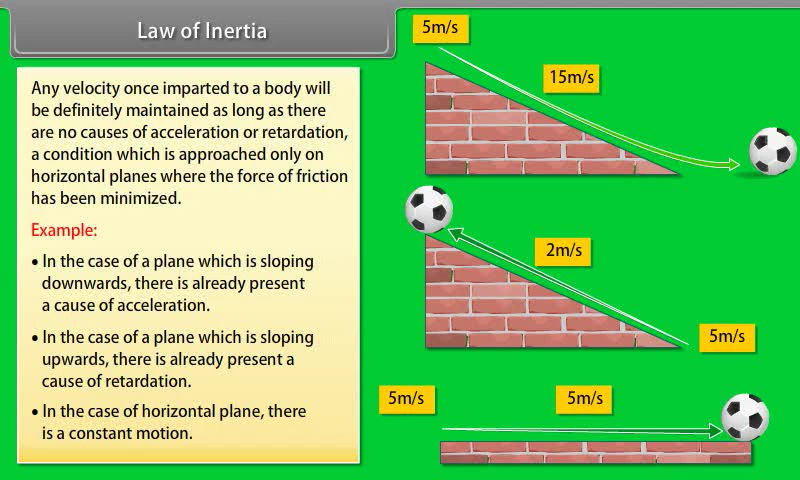 Law of Inertia
Any velocity once imparted to a body will
be definitely maintained as long as there
are no causes of acceleration or retardation,
a condition which is approached only on
horizontal planes where the force of friction
has been minimized.
Example:
• In the case of a plane which is sloping
downwards, there is already present
a cause of acceleration.
• In the case of a plane which is sloping
upwards, there is already present a
cause of retardation.
• In the case of horizontal plane, there
is a constant motion.
5m/s
15m/s
2m/s
5m/s
5m/s
5m/s